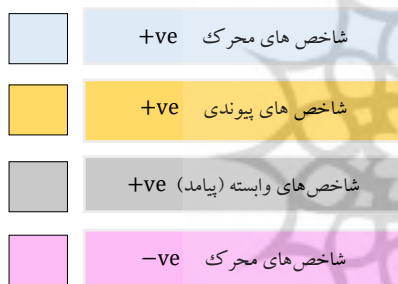 شاخص های محرک +ve
شاخص های پیوندی +ve
شاخص‌های وابسته (پیامد) +ve
شاخص‌های محرک −ve